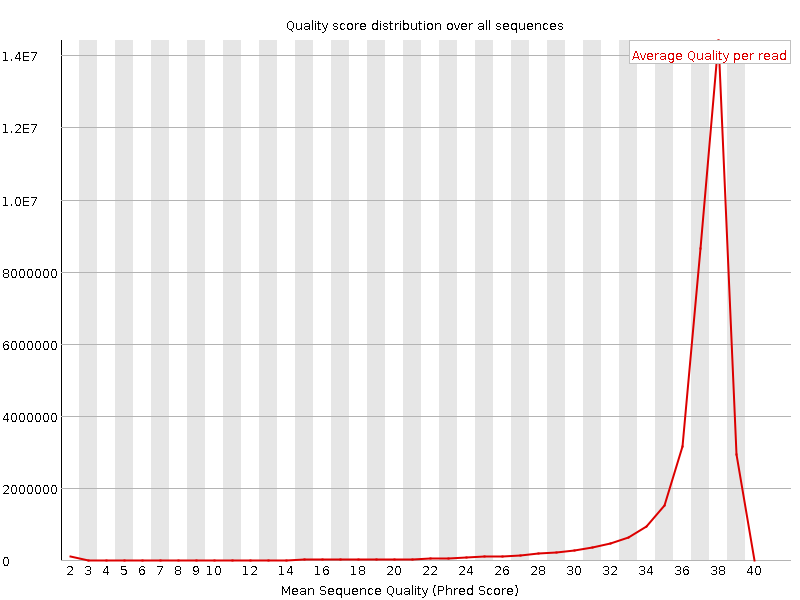 Quality score distribution over all sequences
Average Quality per read
1.4E7
1.2E7
1.0E7
8000000
6000000
4000000
2000000
0
2 3 4 5 6 7 8 9 10 12 14 16 18 20 22 24 26 28 30 32 34 36 38 40
Mean Sequence Quality (Phred Score)